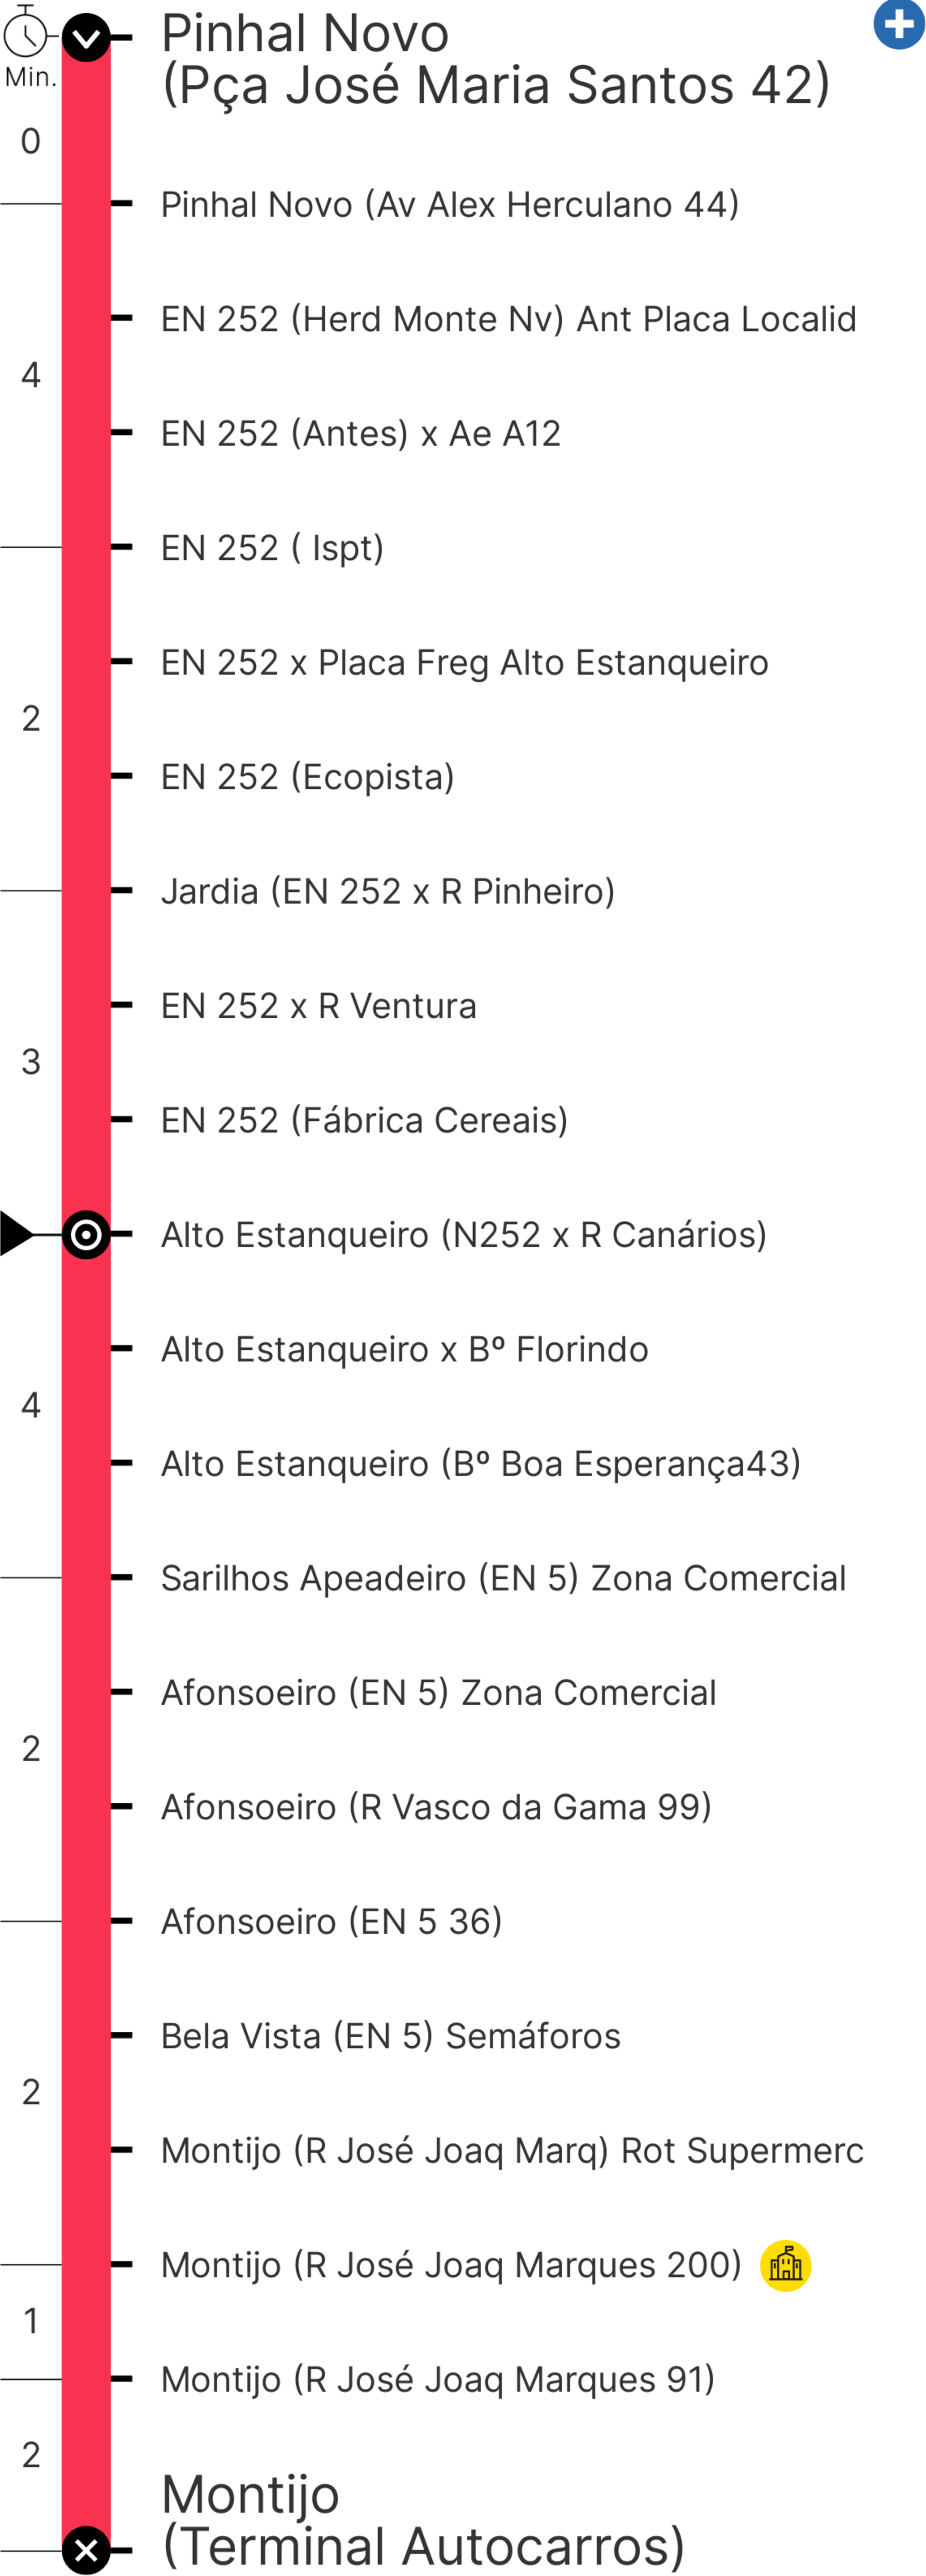 Pinhal Novo
(Pça José Maria Santos 42)
Min.
0
Pinhal Novo (Av Alex Herculano 44)
EN 252 (Herd Monte Nv) Ant Placa Localid
4
EN 252 (Antes) x Ae A12
EN 252 ( Ispt)
EN 252 x Placa Freg Alto Estanqueiro
2
EN 252 (Ecopista)
Jardia (EN 252 x R Pinheiro)
EN 252 x R Ventura
3
EN 252 (Fábrica Cereais)
Alto Estanqueiro (N252 x R Canários)
Alto Estanqueiro x Bº Florindo
4
Alto Estanqueiro (Bº Boa Esperança43)
Sarilhos Apeadeiro (EN 5) Zona Comercial
Afonsoeiro (EN 5) Zona Comercial
2
Afonsoeiro (R Vasco da Gama 99)
Afonsoeiro (EN 5 36)
Bela Vista (EN 5) Semáforos
2
Montijo (R José Joaq Marq) Rot Supermerc
Montijo (R José Joaq Marques 200)
1
Montijo (R José Joaq Marques 91)
2
Montijo
(Terminal Autocarros)